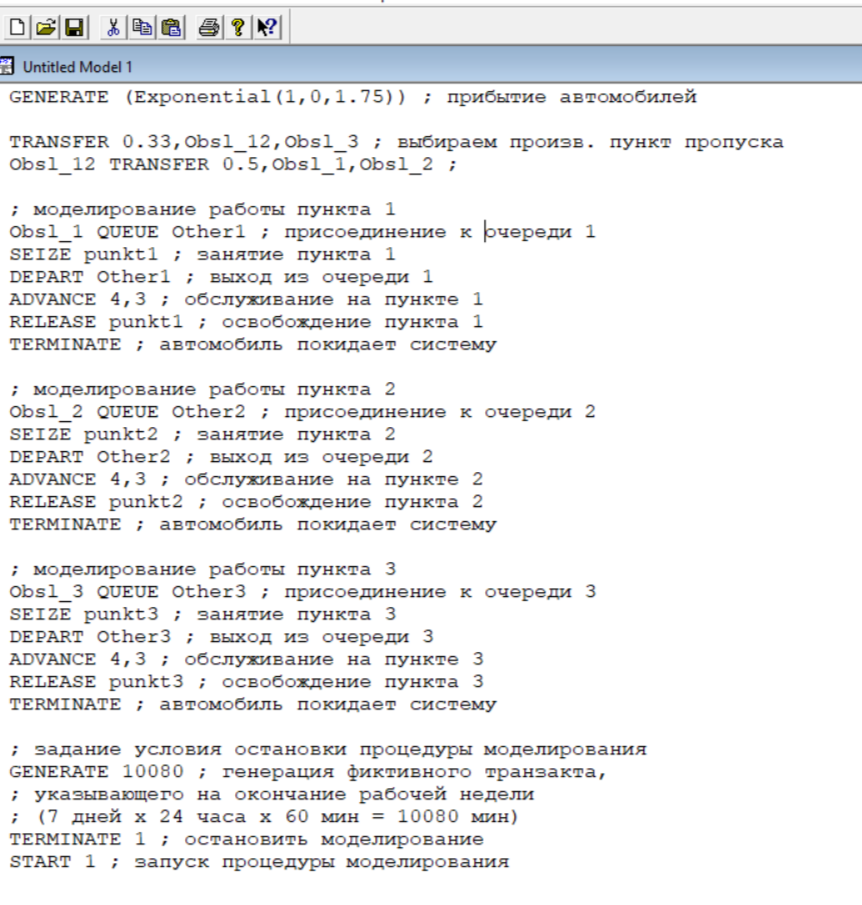 Untitled Model 1
GENERATE (Exponential(1,0,1.75)) ; прибытие автомобилей
TRANSFER 0.33,Obsl_12,Obsl_3 ; выбираем произв. пункт пропуска
Obsl_12 TRANSFER 0.5,Obsl_1,Obsl_2 ;
; моделирование работы пункта 1
Obsl_1 QUEUE Other1 ; присоединение к очереди 1
SEIZE punkt1 ; занятие пункта 1
DEPART Other1 ; выход из очереди 1
ADVANCE 4,3 ; обслуживание на пункте 1
RELEASE punkt1 ; освобождение пункта 1
TERMINATE ; автомобиль покидает систему
; моделирование работы пункта 2
Obsl_2 QUEUE Other2 ; присоединение к очереди 2
SEIZE punkt2 ; занятие пункта 2
DEPART Other2 ; выход из очереди 2
ADVANCE 4,3 ; обслуживание на пункте 2
RELEASE punkt2 ; освобождение пункта 2
TERMINATE ; автомобиль покидает систему
; моделирование работы пункта 3
Obsl_3 QUEUE Other3 ; присоединение к очереди 3
SEIZE punkt3 ; занятие пункта 3
DEPART Other3 ; выход из очереди 3
ADVANCE 4,3 ; обслуживание на пункте 3
RELEASE punkt3 ; освобождение пункта 3
TERMINATE ; автомобиль покидает систему
; задание условия остановки процедуры моделирования
GENERATE 10080 ; генерация фиктивного транзакта,
; указывающего на окончание рабочей недели
; (7 дней х 24 часа х 60 мин = 10080 мин)
TERMINATE 1 ; остановить моделирование
START 1 ; запуск процедуры моделирования